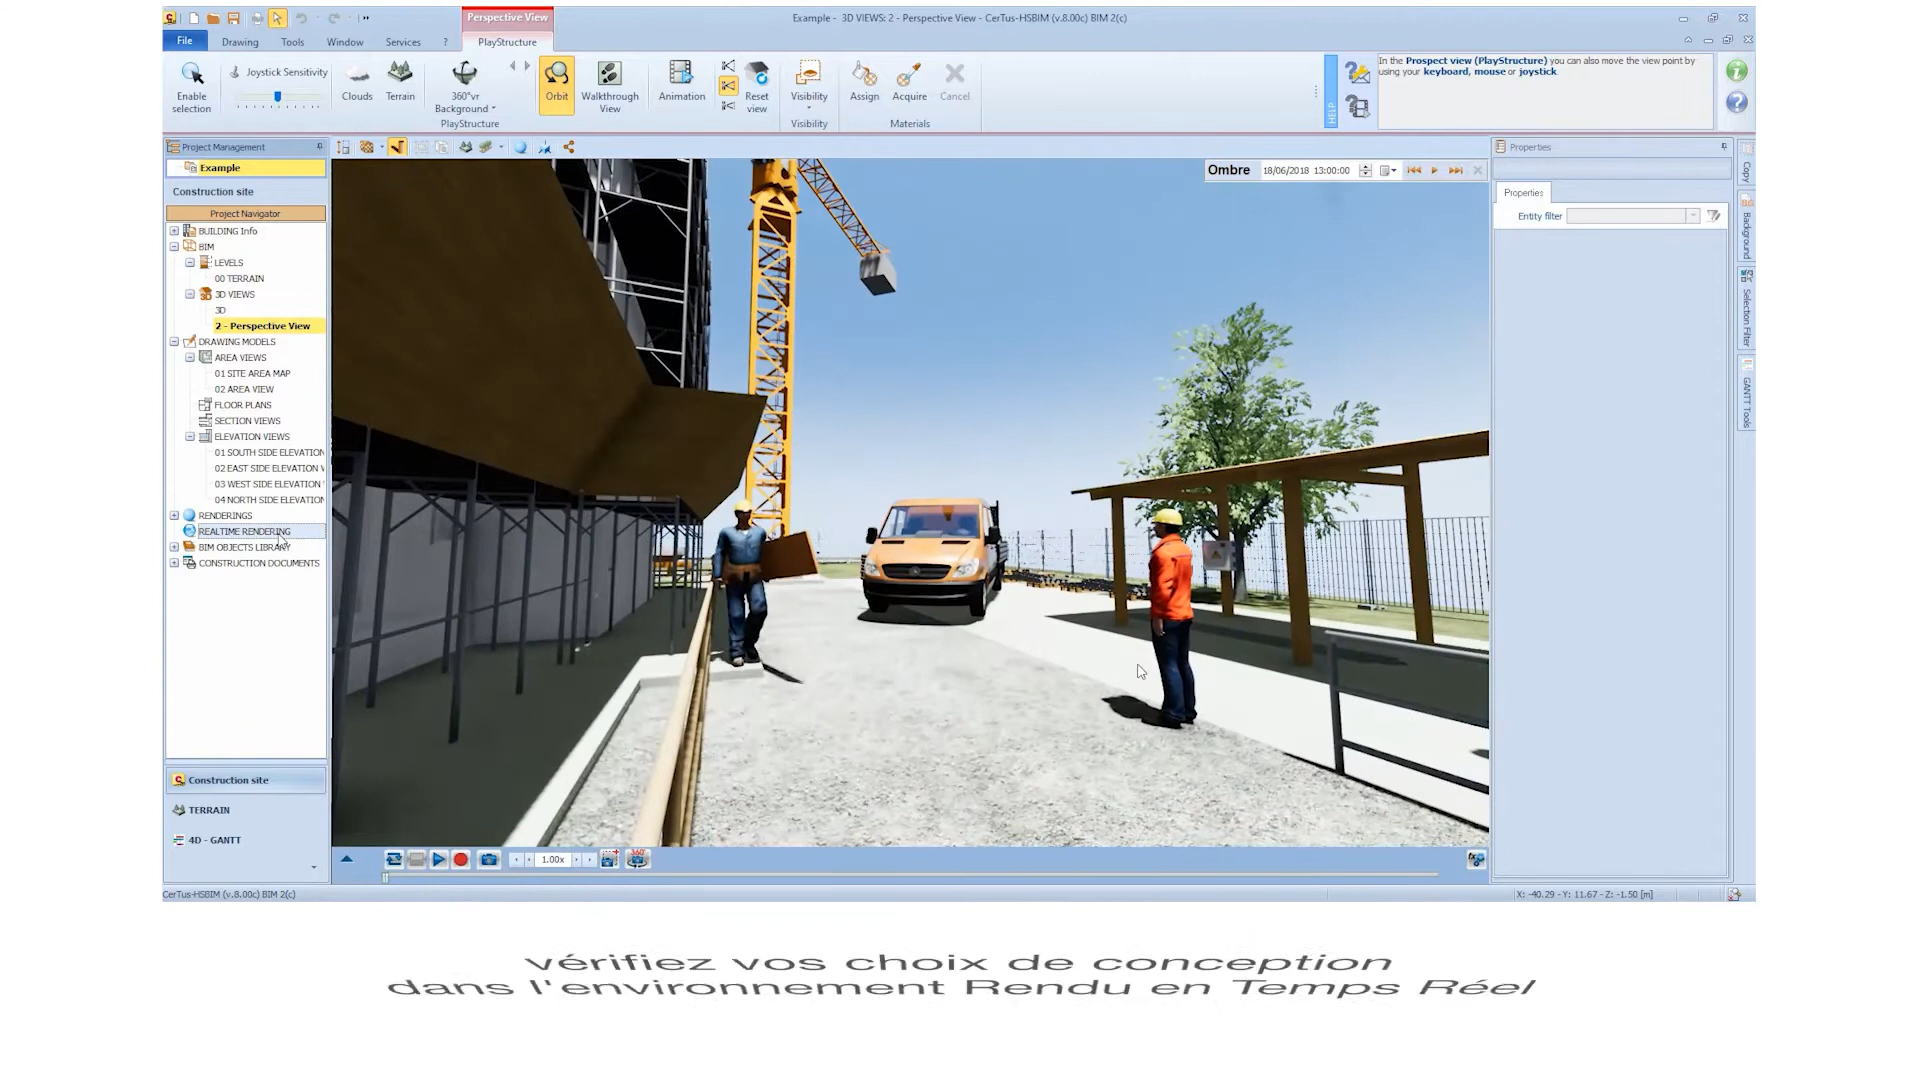 Perspective View
Example - 3D VIEWS: 2 - Perspective View - CerTus-HSBIM (v.8.00c) BIM 2(c)
File
Drawing
Tools
Window
Services
?
PlayStructure
Enable selection
Joystick Sensitivity
Clouds
Terrain
360°vr Background
PlayStructure
Orbit
Walkthrough View
Animation
Reset view
Visibility
Visibility
Assign
Acquire
Cancel
Materials
HELP
In the Prospect view (PlayStructure) you can also move the view point by
using your keyboard, mouse or joystick.
Project Management
Example
Construction site
Project Navigator
BUILDING Info
BIM
LEVELS
00 TERRAIN
3D VIEWS
3D
2 - Perspective View
DRAWING MODELS
AREA VIEWS
01 SITE AREA MAP
02 AREA VIEW
FLOOR PLANS
SECTION VIEWS
ELEVATION VIEWS
01 SOUTH SIDE ELEVATION
02 EAST SIDE ELEVATION V
03 WEST SIDE ELEVATION
04 NORTH SIDE ELEVATION
RENDERINGS
REALTIME RENDERING
BIM OBJECTS LIBRARY
CONSTRUCTION DOCUMENTS
Construction site
TERRAIN
4D - GANTT
Ombre 18/06/2018 13:00:00
1.00x
360°
Properties
Properties
Entity filter
Copy
Background
Selection Filter
GANTT Tools
CerTus-HSBIM (v.8.00c) BIM 2(c)
X: -40.29 - Y: 11.67 - Z: -1.50 [m]
vérifiez vos choix de conception
dans l'environnement Rendu en Temps Réel